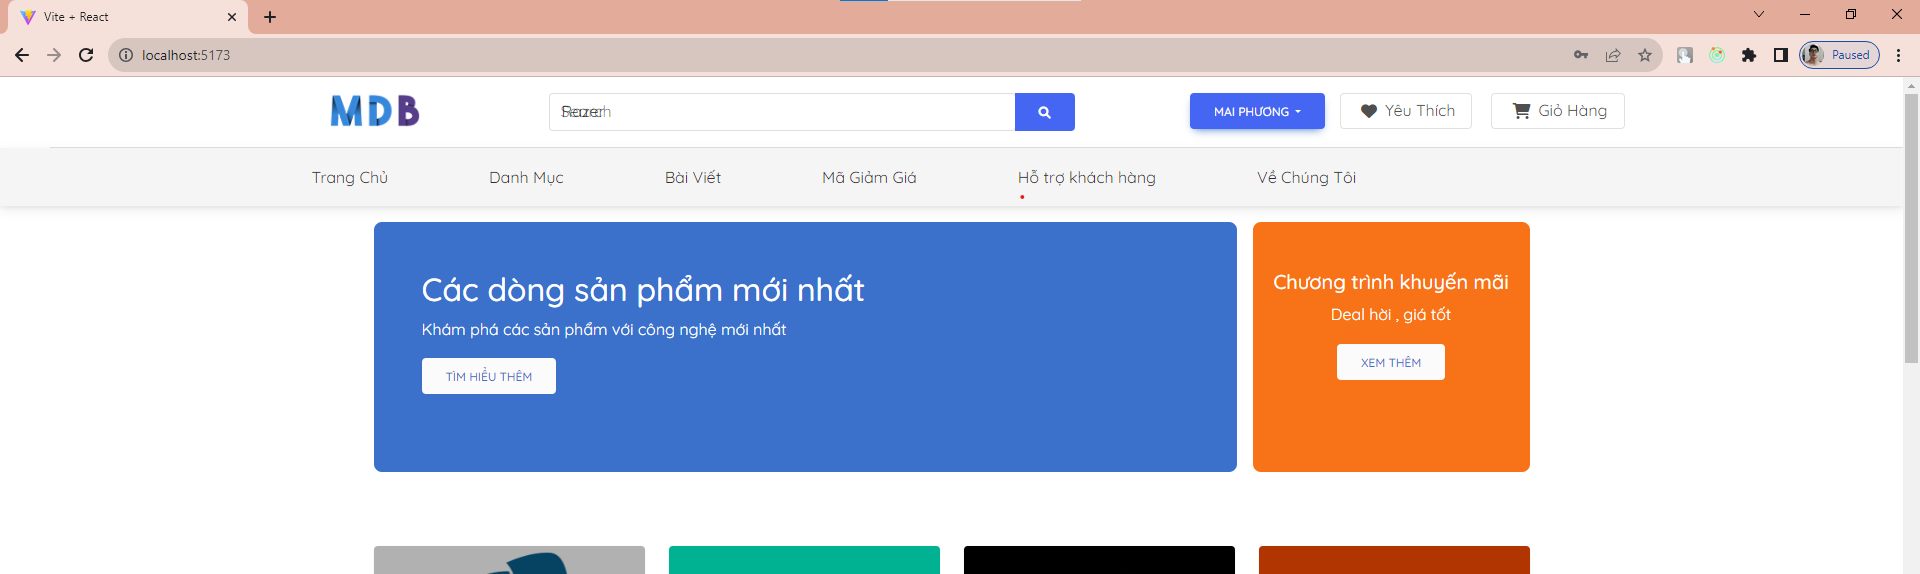 Vite + React
localhost:5173
Paused
MDB
Search
Razer
MAI PHƯƠNG
Yêu Thích
Giỏ Hàng
Trang Chủ
Danh Mục
Bài Viết
Mã Giảm Giá
Hỗ trợ khách hàng
Về Chúng Tôi
Các dòng sản phẩm mới nhất
Khám phá các sản phẩm với công nghệ mới nhất
TÌM HIỂU THÊM
Chương trình khuyến mãi
Deal hời , giá tốt
XEM THÊM